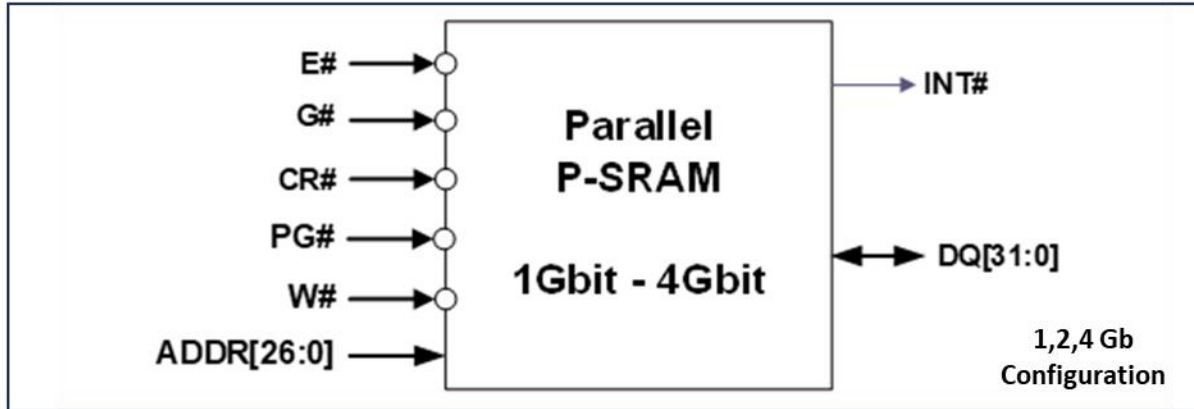 E#
G#
CR#
PG#
W#
ADDR[26:0]
Parallel
P-SRAM
1Gbit - 4Gbit
INT#
DQ[31:0]
1,2,4 Gb
Configuration